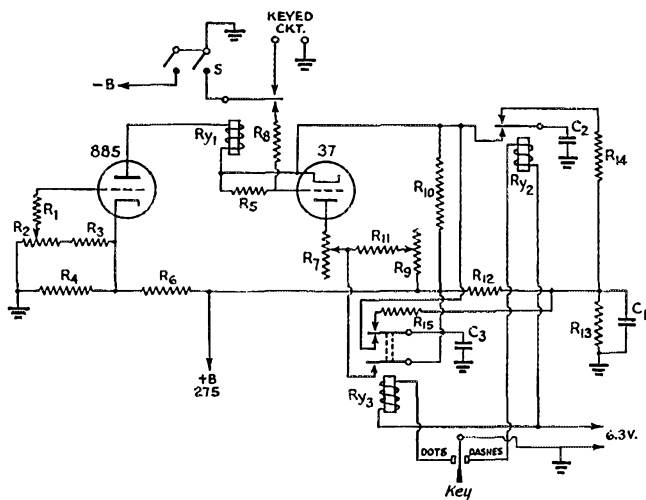 KEYED
CKT.
-B
S
Ry1
R8
885
37
C2
Ry2
R14
R10
R1
R5
R2
R3
R11
R7
R9
R4
R6
R12
C1
R15
R13
C3
+B
275
Ry3
6.3V.
DOTS
DASHES
Key